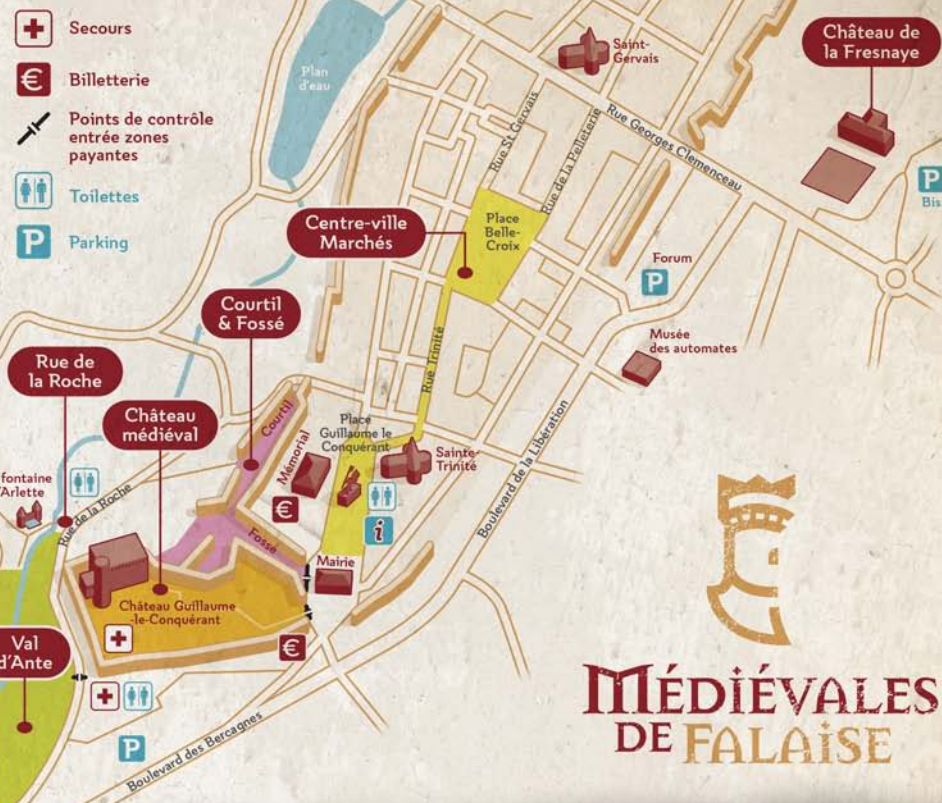 Secours
€
Billetterie
Points de contrôle
entrée zones
payantes
Toilettes
P
Parking
Plan
d'eau
Saint-
Gervais
Château de
la Fresnaye
Rue St Gervais
Rue de la Pelleterie
Rue Georges Clemenceau
P
Bis
Centre-ville
Marchés
Place
Belle-
Croix
Forum
P
Courtil
& Fossé
Rue Trinité
Musée
des automates
Rue de
la Roche
Château
médiéval
Courtil
Place
Guillaume le
Conquérant
Mémorial
Sainte-
Trinité
Boulevard de la Libération
fontaine
d'Arlette
Rue de la Roche
€
i
Fossé
Mairie
Château Guillaume
-le-Conquérant
€
Val
d'Ante
P
Boulevard des Bercagnes
MÉDIÉVALES
DE FALAISE